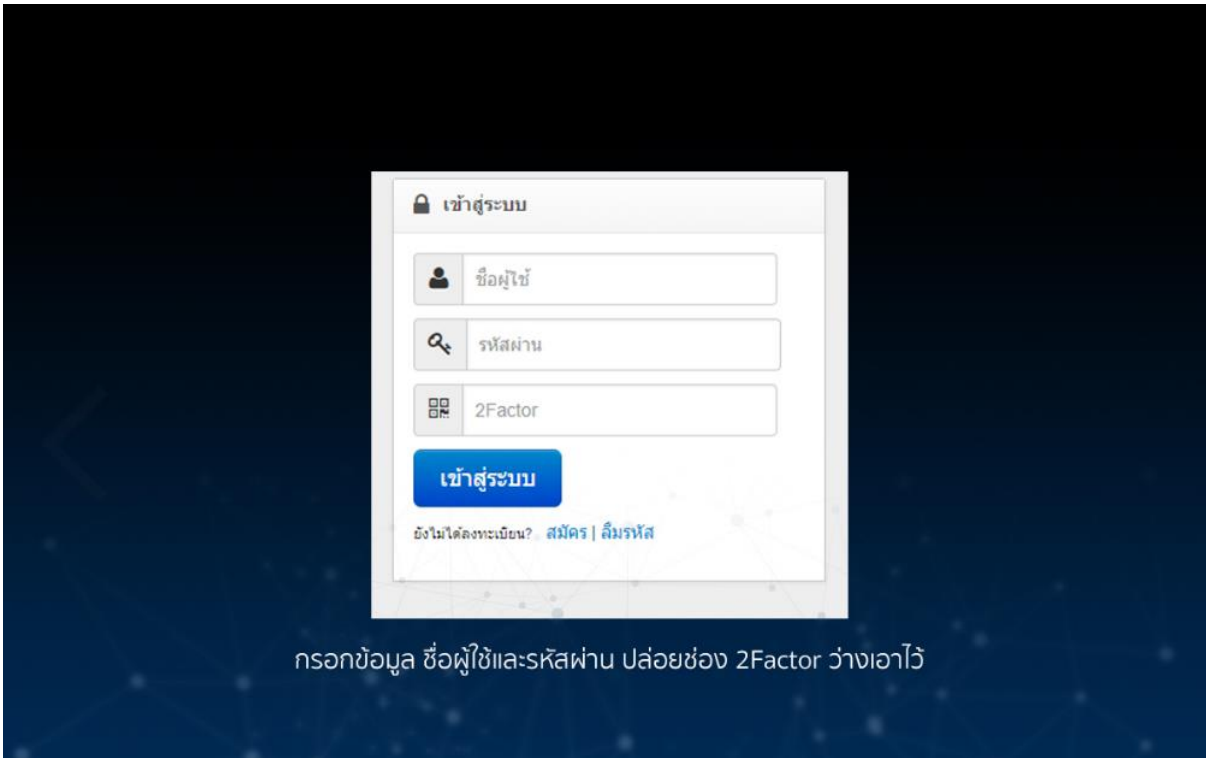 เข้าสู่ระบบ
ชื่อผู้ใช้
รหัสผ่าน
2Factor
เข้าสู่ระบบ
ยังไม่ได้ลงทะเบียน? สมัคร | ลืมรหัส
กรอกข้อมูล ชื่อผู้ใช้และรหัสผ่าน ปล่อยช่อง 2Factor ว่างเอาไว้